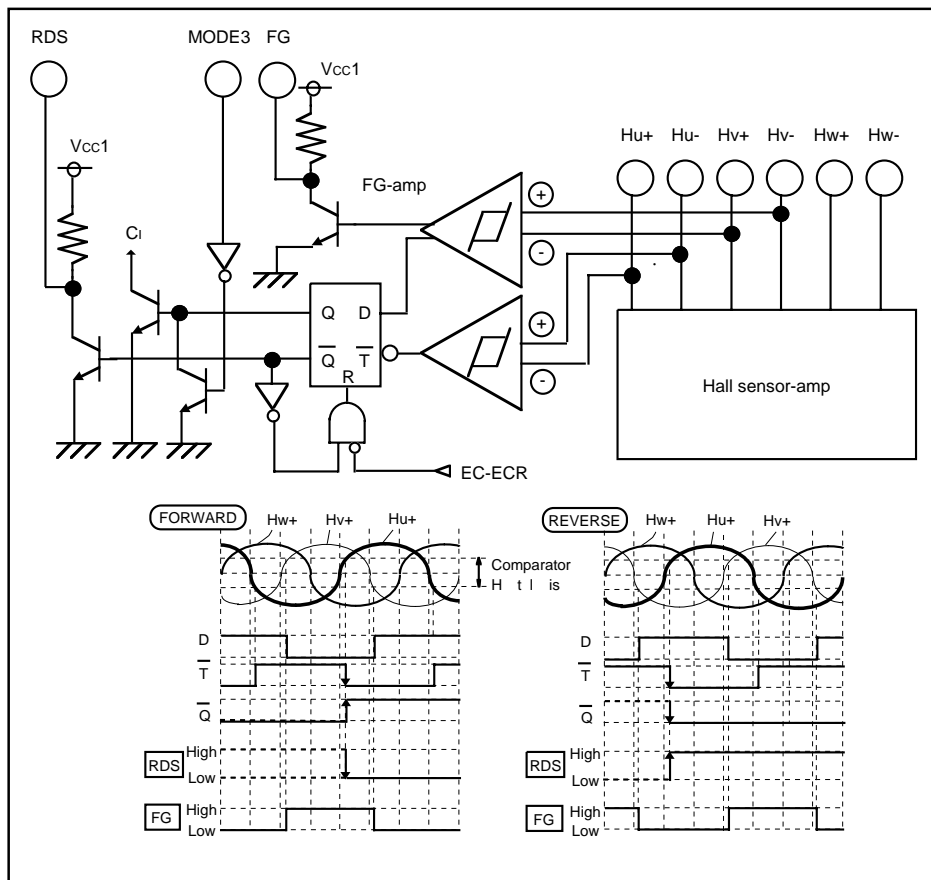 RDS MODE3 FG
Vcc1
Hu+ Hu- Hv+ Hv- Hw+ Hw-
Vcc1
FG-amp
+
CI
-
Q D
+
Q T
Hall sensor-amp
R
-
EC-ECR
FORWARD Hw+ Hv+ Hu+
REVERSE Hw+ Hu+ Hv+
Comparator
H t l is
D
D
T
T
Q
Q
High
RDS
Low
High
RDS
Low
High
FG
Low
High
FG
Low